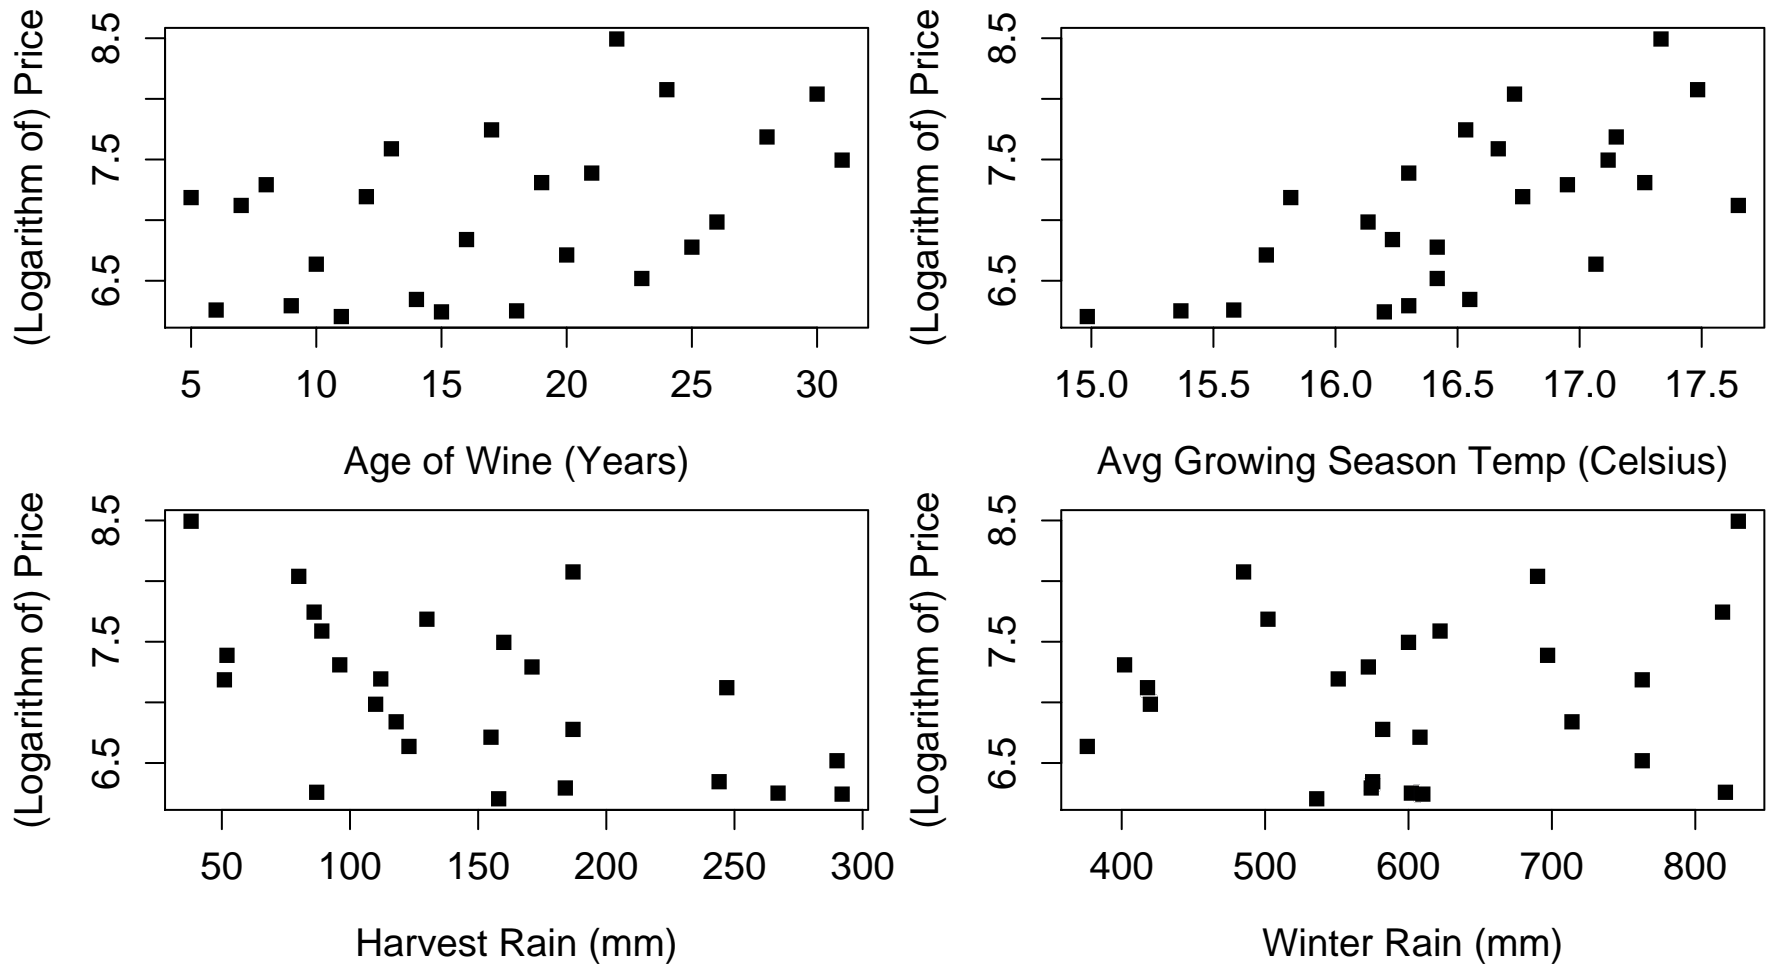 (Logarithm of) Price
8.5
7.5
6.5
5 10 15 20 25 30
Age of Wine (Years)
(Logarithm of) Price
8.5
7.5
6.5
15.0 15.5 16.0 16.5 17.0 17.5
Avg Growing Season Temp (Celsius)
(Logarithm of) Price
8.5
7.5
6.5
50 100 150 200 250 300
Harvest Rain (mm)
(Logarithm of) Price
8.5
7.5
6.5
400 500 600 700 800
Winter Rain (mm)